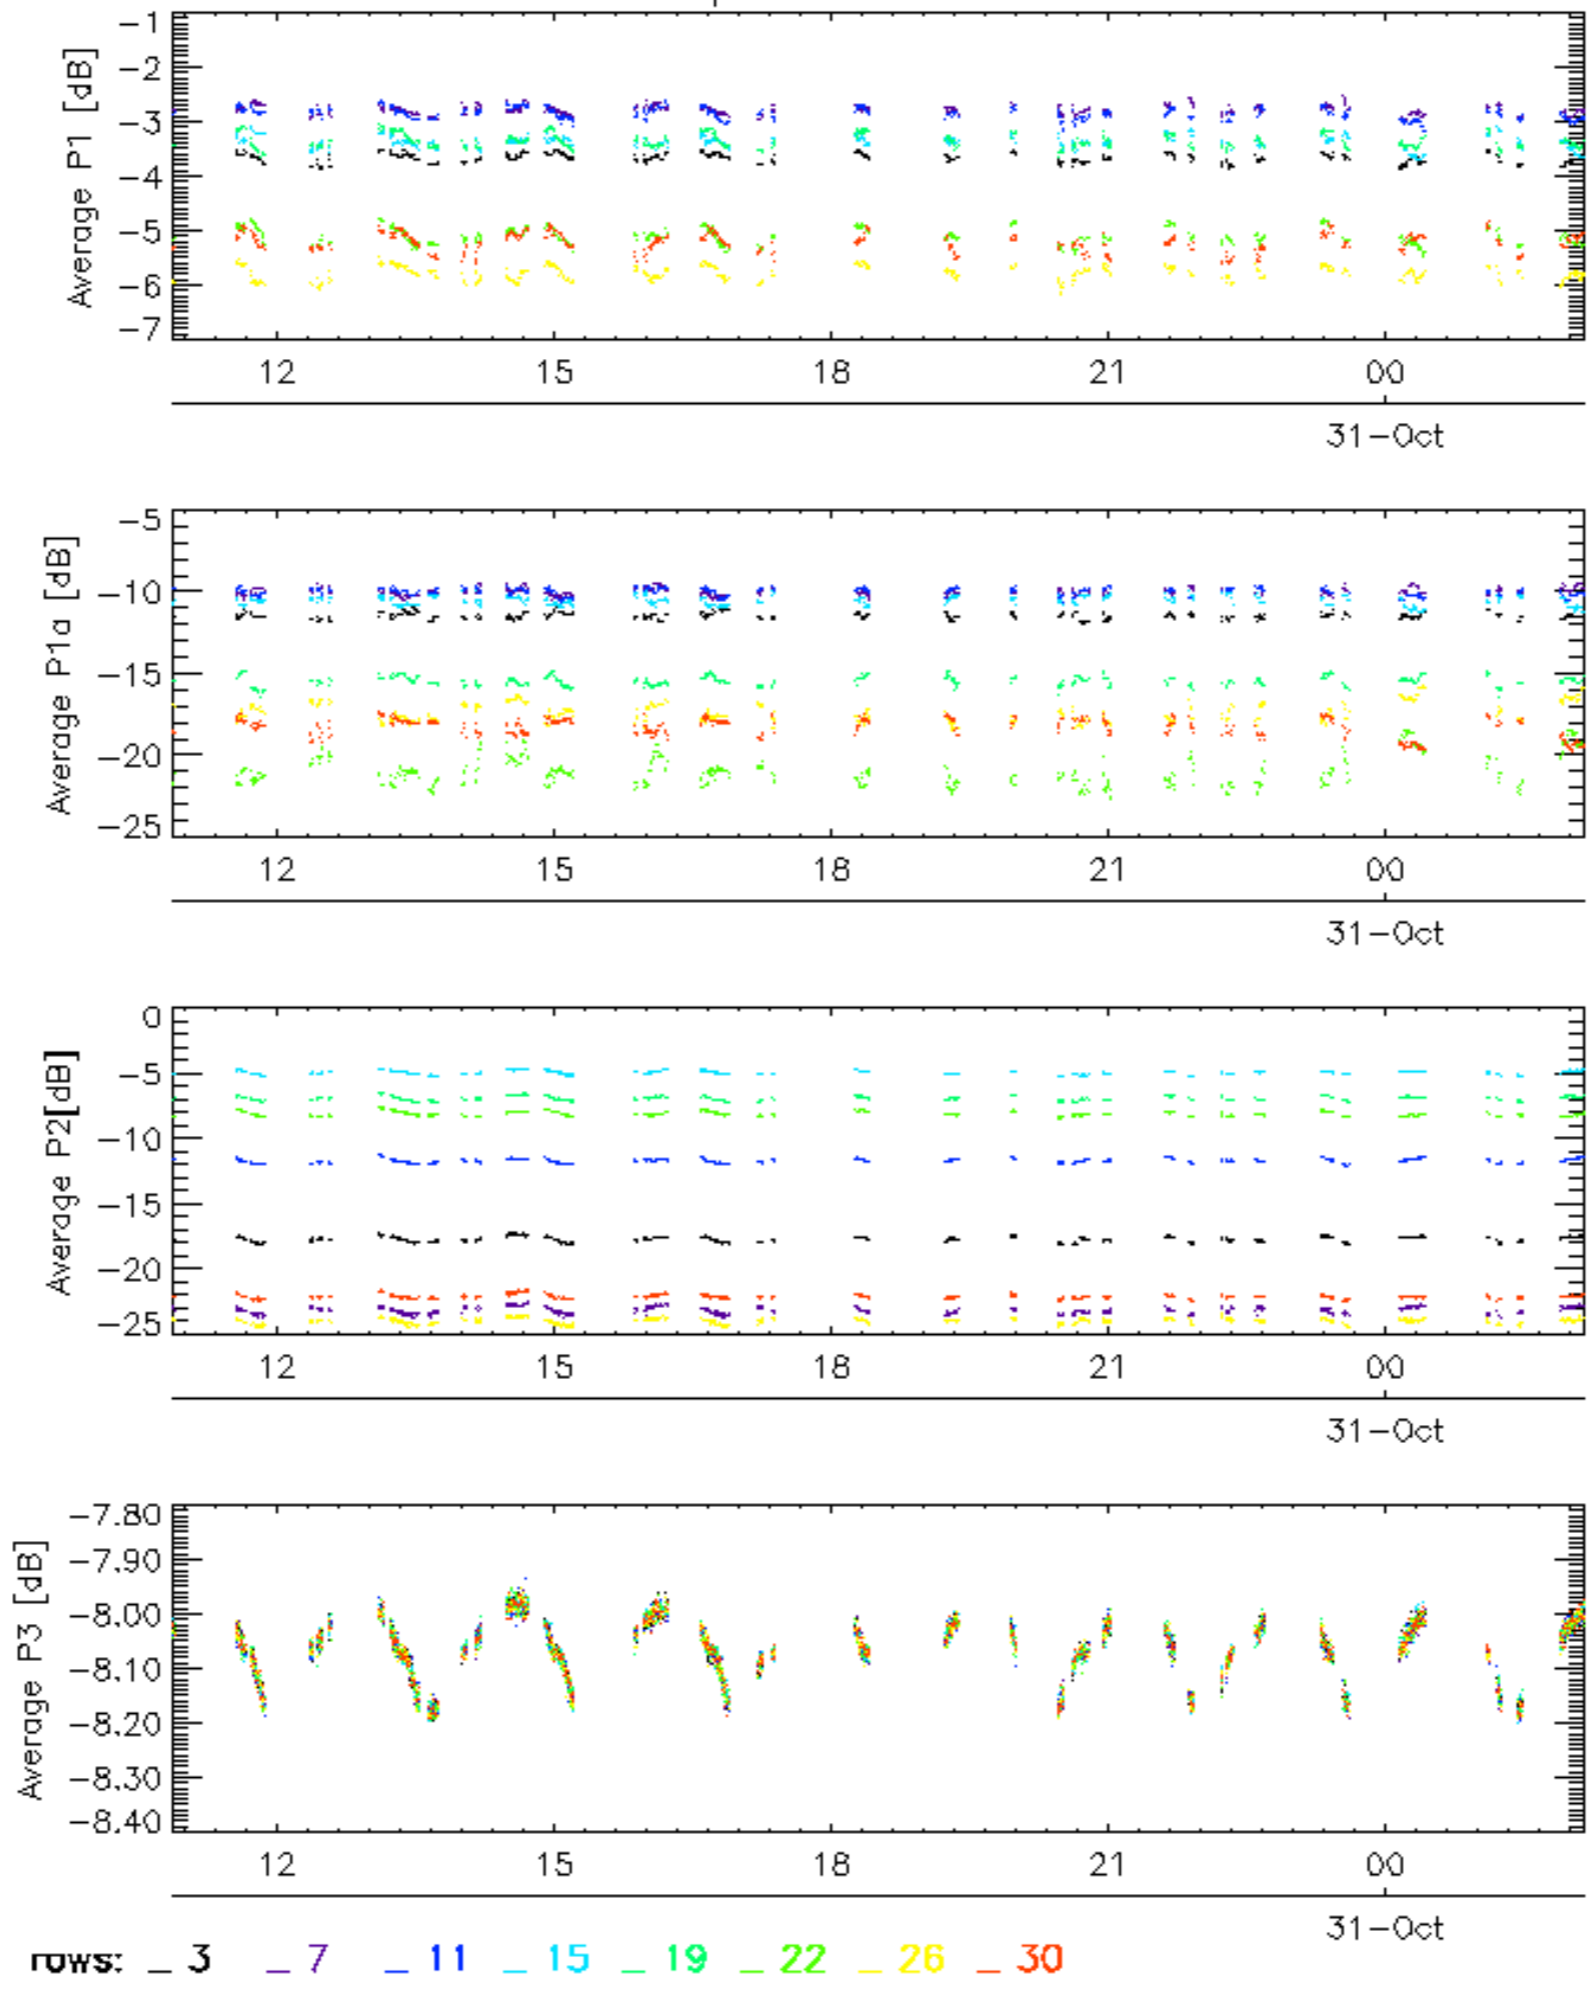 Average P1 [dB]
-1
-2
-3
-4
-5
-6
-7
12 15 18 21 00
31-Oct
Average P1a [dB]
-5
-10
-15
-20
-25
12 15 18 21 00
31-Oct
Average P2[dB]
0
-5
-10
-15
-20
-25
12 15 18 21 00
31-Oct
Average P3 [dB]
-7.80
-7.90
-8.00
-8.10
-8.20
-8.30
-8.40
12 15 18 21 00
31-Oct
rows: _ 3 _ 7 _ 11 _ 15 _ 19 _ 22 _ 26 _ 30